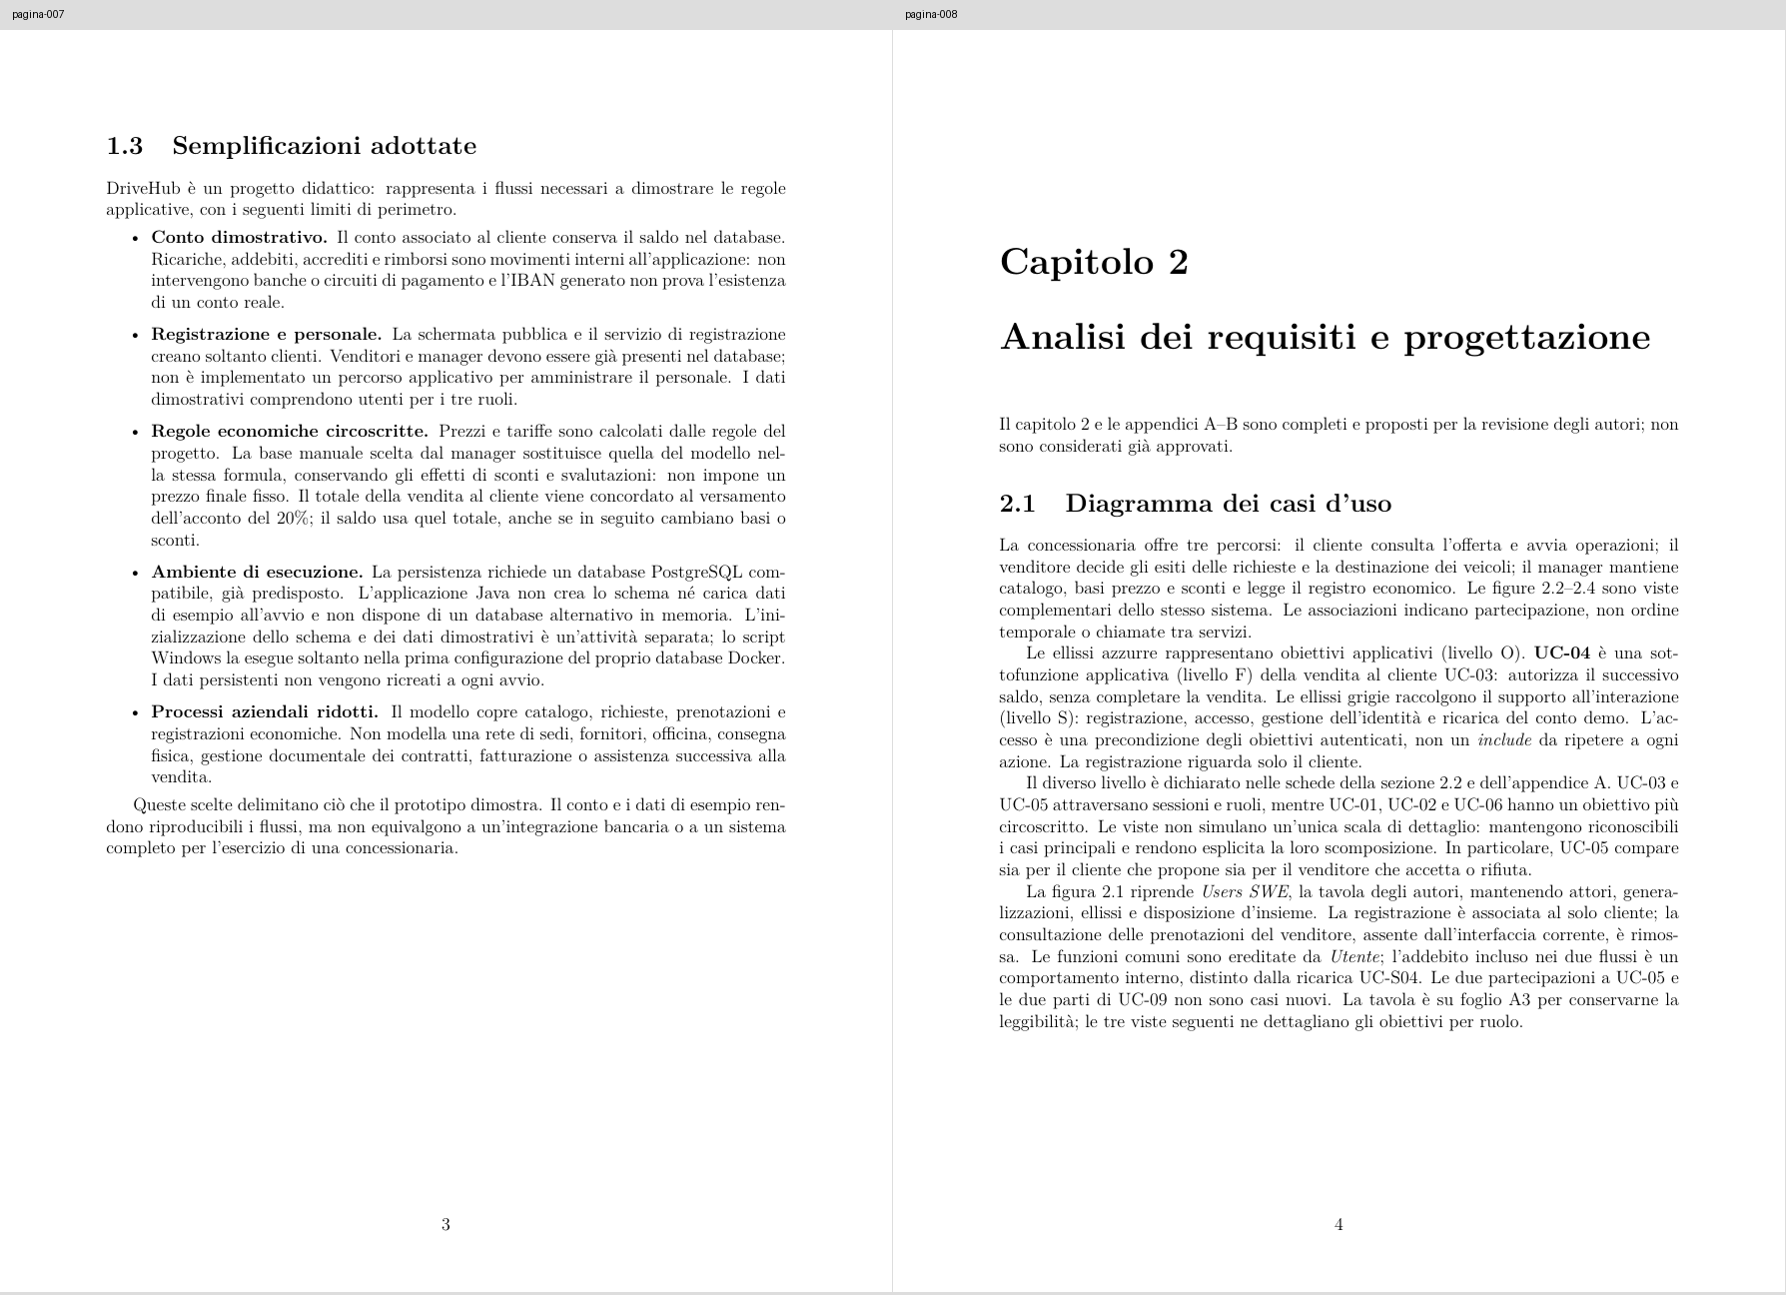 pagina-007
1.3 Semplificazioni adottate
DriveHub è un progetto didattico: rappresenta i flussi necessari a dimostrare le regole
applicative, con i seguenti limiti di perimetro.
• Conto dimostrativo. Il conto associato al cliente conserva il saldo nel database.
Ricariche, addebiti, accrediti e rimborsi sono movimenti interni all'applicazione: non
intervengono banche o circuiti di pagamento e l'IBAN generato non prova l'esistenza
di un conto reale.
• Registrazione e personale. La schermata pubblica e il servizio di registrazione
creano soltanto clienti. Venditori e manager devono essere già presenti nel database;
non è implementato un percorso applicativo per amministrare il personale. I dati
dimostrativi comprendono utenti per i tre ruoli.
• Regole economiche circoscritte. Prezzi e tariffe sono calcolati dalle regole del
progetto. La base manuale scelta dal manager sostituisce quella del modello nel-
la stessa formula, conservando gli effetti di sconti e svalutazioni: non impone un
prezzo finale fisso. Il totale della vendita al cliente viene concordato al versamento
dell'acconto del 20%; il saldo usa quel totale, anche se in seguito cambiano basi o
sconti.
• Ambiente di esecuzione. La persistenza richiede un database PostgreSQL com-
patibile, già predisposto. L'applicazione Java non crea lo schema né carica dati
di esempio all'avvio e non dispone di un database alternativo in memoria. L'ini-
zializzazione dello schema e dei dati dimostrativi è un'attività separata; lo script
Windows la esegue soltanto nella prima configurazione del proprio database Docker.
I dati persistenti non vengono ricreati a ogni avvio.
• Processi aziendali ridotti. Il modello copre catalogo, richieste, prenotazioni e
registrazioni economiche. Non modella una rete di sedi, fornitori, officina, consegna
fisica, gestione documentale dei contratti, fatturazione o assistenza successiva alla
vendita.
Queste scelte delimitano ciò che il prototipo dimostra. Il conto e i dati di esempio ren-
dono riproducibili i flussi, ma non equivalgono a un'integrazione bancaria o a un sistema
completo per l'esercizio di una concessionaria.
3
pagina-008
Capitolo 2
Analisi dei requisiti e progettazione
Il capitolo 2 e le appendici A–B sono completi e proposti per la revisione degli autori; non
sono considerati già approvati.
2.1 Diagramma dei casi d'uso
La concessionaria offre tre percorsi: il cliente consulta l'offerta e avvia operazioni; il
venditore decide gli esiti delle richieste e la destinazione dei veicoli; il manager mantiene
catalogo, basi prezzo e sconti e legge il registro economico. Le figure 2.2–2.4 sono viste
complementari dello stesso sistema. Le associazioni indicano partecipazione, non ordine
temporale o chiamate tra servizi.
Le ellissi azzurre rappresentano obiettivi applicativi (livello O). UC-04 è una sot-
tofunzione applicativa (livello F) della vendita al cliente UC-03: autorizza il successivo
saldo, senza completare la vendita. Le ellissi grigie raccolgono il supporto all'interazione
(livello S): registrazione, accesso, gestione dell'identità e ricarica del conto demo. L'ac-
cesso è una precondizione degli obiettivi autenticati, non un include da ripetere a ogni
azione. La registrazione riguarda solo il cliente.
Il diverso livello è dichiarato nelle schede della sezione 2.2 e dell'appendice A. UC-03 e
UC-05 attraversano sessioni e ruoli, mentre UC-01, UC-02 e UC-06 hanno un obiettivo più
circoscritto. Le viste non simulano un'unica scala di dettaglio: mantengono riconoscibili
i casi principali e rendono esplicita la loro scomposizione. In particolare, UC-05 compare
sia per il cliente che propone sia per il venditore che accetta o rifiuta.
La figura 2.1 riprende Users SWE, la tavola degli autori, mantenendo attori, genera-
lizzazioni, ellissi e disposizione d'insieme. La registrazione è associata al solo cliente; la
consultazione delle prenotazioni del venditore, assente dall'interfaccia corrente, è rimos-
sa. Le funzioni comuni sono ereditate da Utente; l'addebito incluso nei due flussi è un
comportamento interno, distinto dalla ricarica UC-S04. Le due partecipazioni a UC-05 e
le due parti di UC-09 non sono casi nuovi. La tavola è su foglio A3 per conservarne la
leggibilità; le tre viste seguenti ne dettagliano gli obiettivi per ruolo.
4